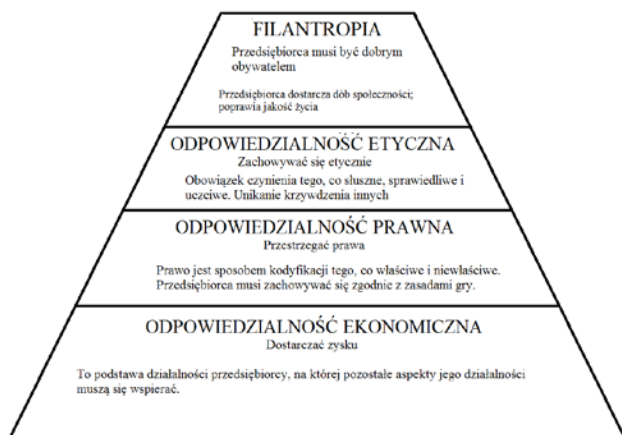 FILANTROPIA
Przedsiębiorca musi być dobrym
obywatelem
Przedsiębiorca dostarcza dób społeczności;
poprawia jakość życia
ODPOWIEDZIALNOŚĆ ETYCZNA
Zachowywać się etycznie
Obowiązek czynienia tego, co słuszne, sprawiedliwe i
uczciwe. Unikanie krzywdzenia innych
ODPOWIEDZIALNOŚĆ PRAWNA
Przestrzegać prawa
Prawo jest sposobem kodyfikacji tego, co właściwe i niewłaściwe.
Przedsiębiorca musi zachowywać się zgodnie z zasadami gry.
ODPOWIEDZIALNOŚĆ EKONOMICZNA
Dostarczać zysku
To podstawa działalności przedsiębiorcy, na której pozostałe aspekty jego działalności
muszą się wspierać.